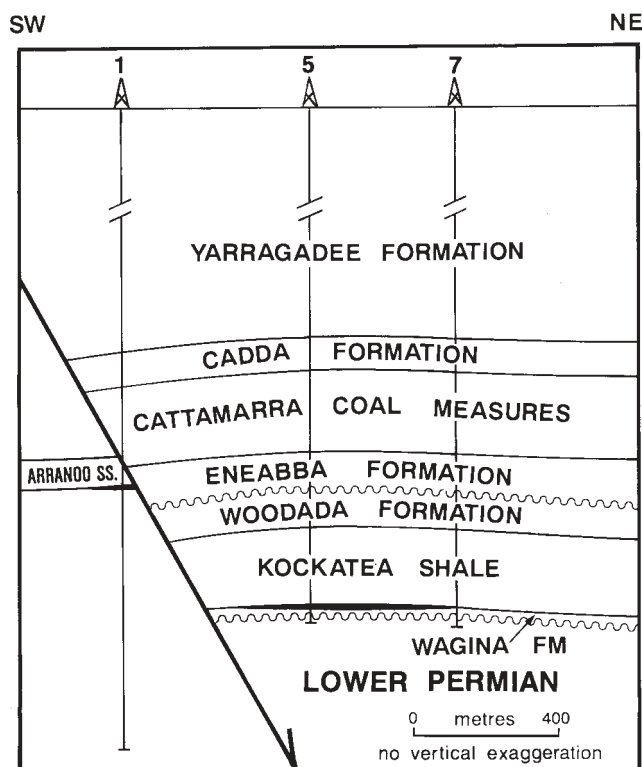 SW NE
1 5 7
YARRAGADEE FORMATION
CADDA FORMATION
CATTAMARRA COAL MEASURES
ARRANOO SS. ENEABBA FORMATION
WOODADA FORMATION
KOCKATEA SHALE
WAGINA FM
LOWER PERMIAN
0 metres 400
no vertical exaggeration